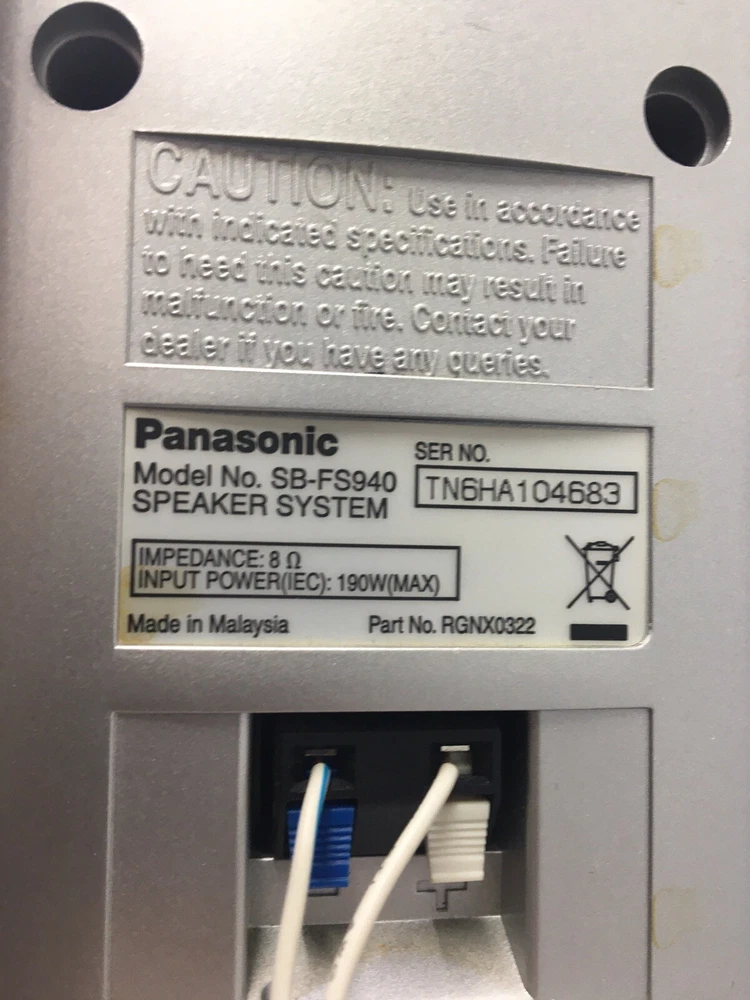 CAUTION: Use in accordance
with indicated specifications. Failure
to heed this caution may result in
malfunction or fire. Contact your
dealer if you have any queries.
Panasonic
Model No. SB-FS940
SPEAKER SYSTEM
SER NO.
TN6HA104683
IMPEDANCE: 8 Ω
INPUT POWER(IEC): 190W(MAX)
Made in Malaysia
Part No. RGNX0322
- +